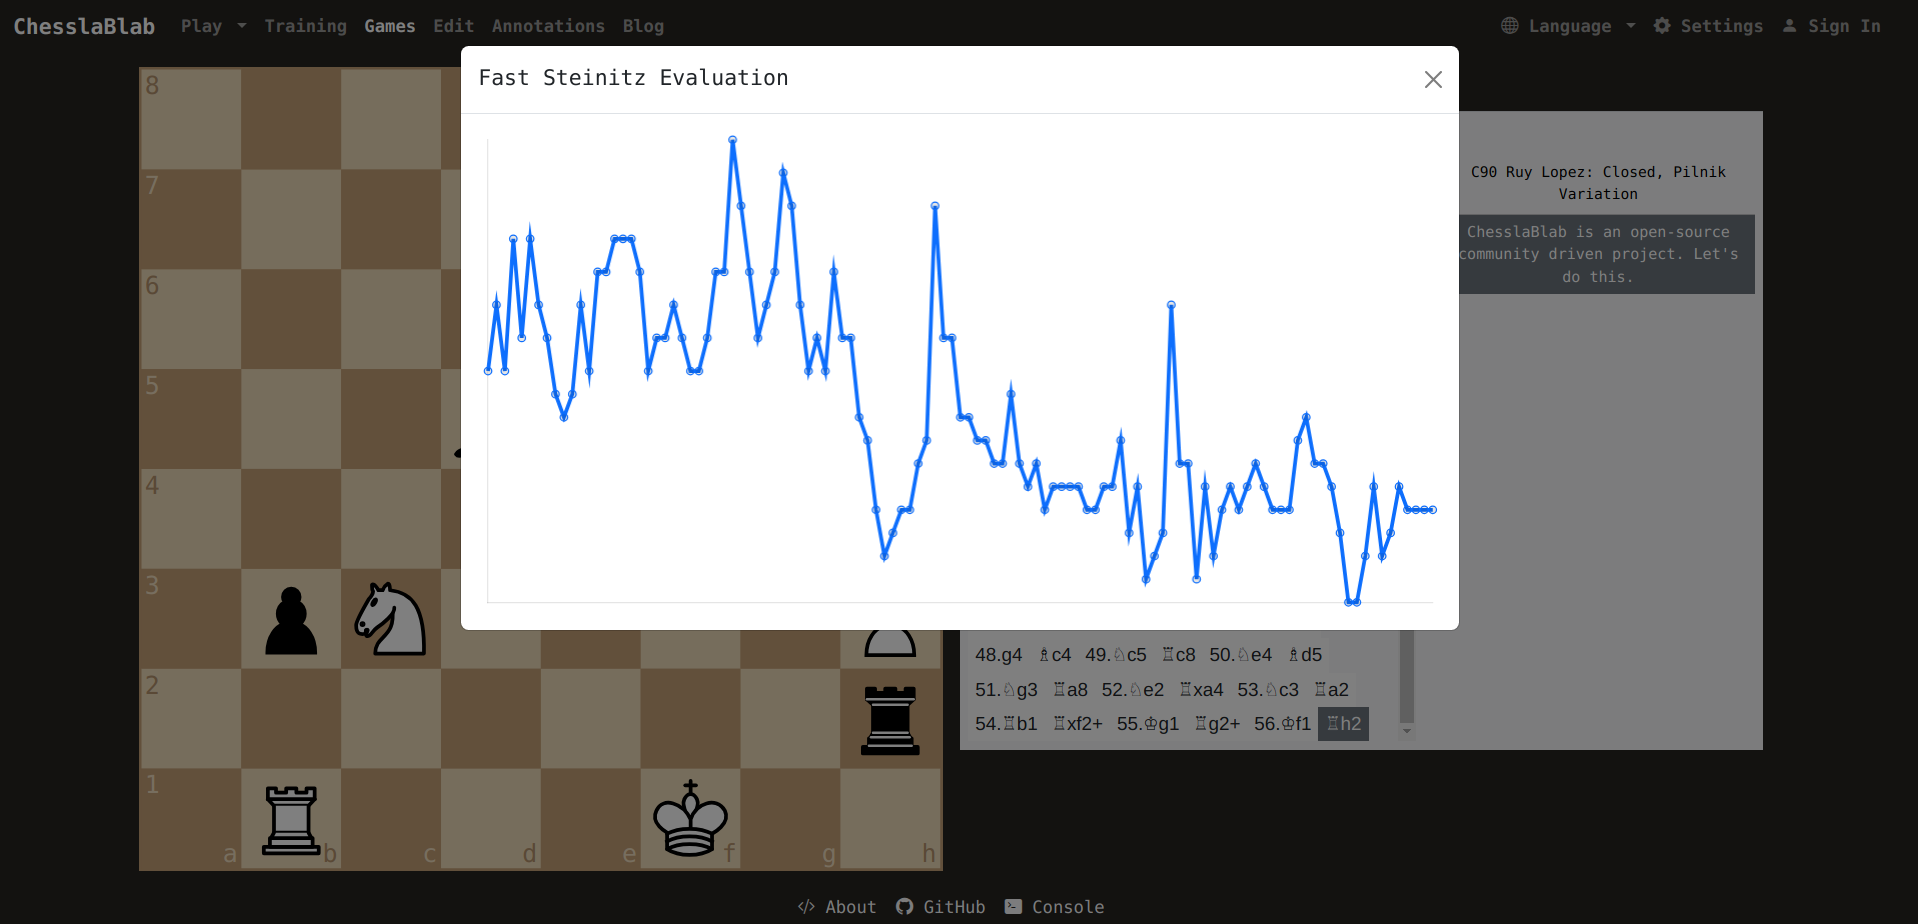 ChesslaBlab Play Training Games Edit Annotations Blog Language Settings Sign In
Fast Steinitz Evaluation
8
7
6
5
4
3
2
1
a b c d e f g h
C90 Ruy Lopez: Closed, Pilnik
Variation
ChesslaBlab is an open-source
community driven project. Let's
do this.
48.g4 ♗c4 49.♘c5 ♖c8 50.♘e4 ♗d5
51.♘g3 ♖a8 52.♘e2 ♖xa4 53.♘c3 ♖a2
54.♖b1 ♖xf2+ 55.♔g1 ♖g2+ 56.♔f1 ♖h2
About GitHub Console